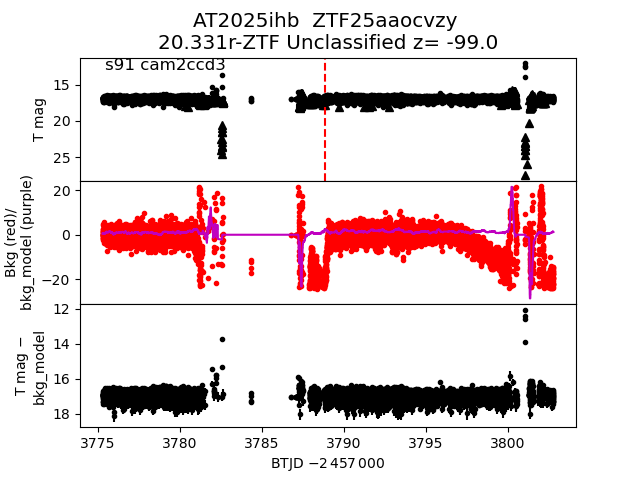 AT2025ihb  ZTF25aaocvzy
20.331r-ZTF Unclassified z= -99.0
s91 cam2ccd3
T mag
15
20
25
Bkg (red)/
bkg_model (purple)
20
0
−20
T mag −
bkg_model
12
14
16
18
3775
3780
3785
3790
3795
3800
BTJD −2 457 000